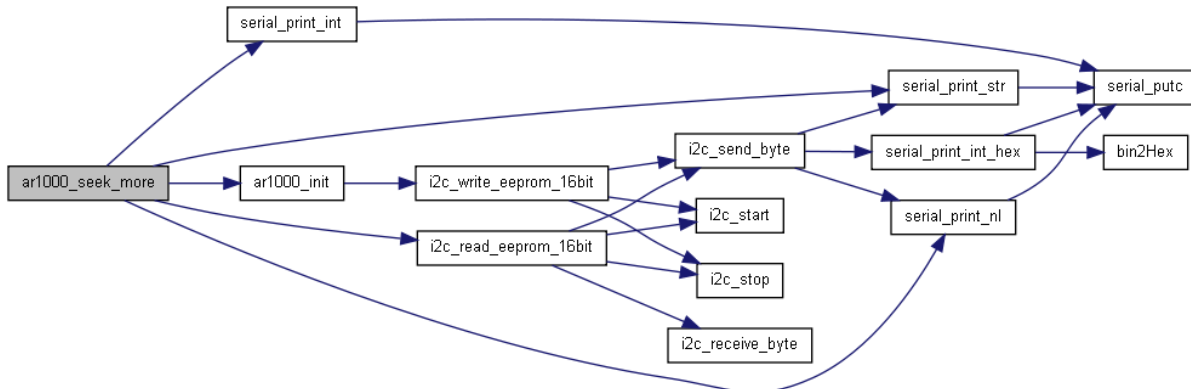 serial_print_int
serial_print_str
serial_putc
i2c_send_byte
serial_print_int_hex
bin2Hex
ar1000_seek_more
ar1000_init
i2c_write_eeprom_16bit
i2c_start
serial_print_nl
i2c_read_eeprom_16bit
i2c_stop
i2c_receive_byte